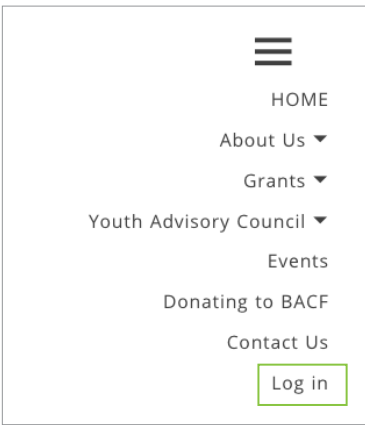 HOME
About Us
Grants
Youth Advisory Council
Events
Donating to BACF
Contact Us
Log in